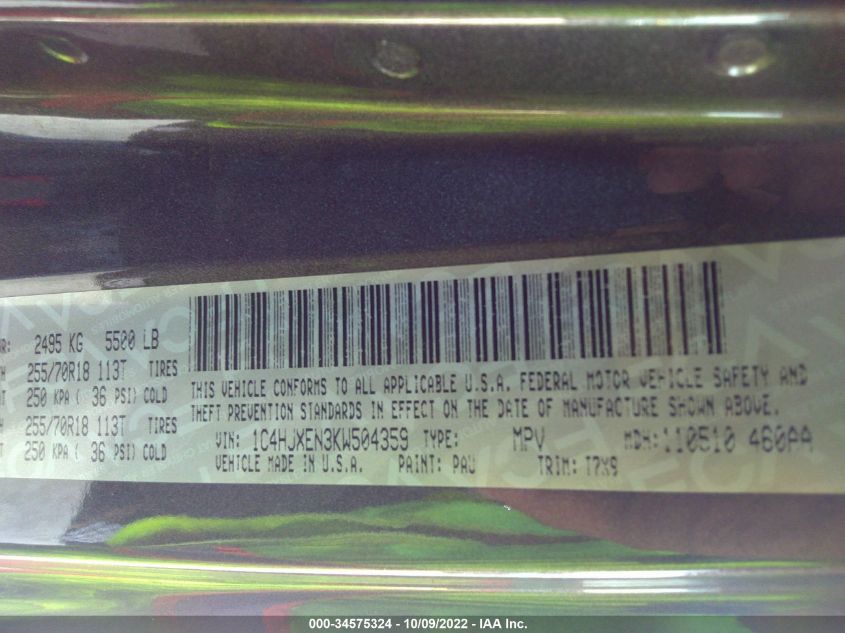 R: 2495 KG 5500 LB
255/70R18 113T TIRES
250 KPA ( 36 PSI) COLD
255/70R18 113T TIRES
250 KPA ( 36 PSI) COLD
THIS VEHICLE CONFORMS TO ALL APPLICABLE U.S.A. FEDERAL MOTOR VEHICLE SAFETY AND
THEFT PREVENTION STANDARDS IN EFFECT ON THE DATE OF MANUFACTURE SHOWN ABOVE.
VIN: 1C4HJXEN3KW504359 TYPE: MPV MDH: 110510 460AA
VEHICLE MADE IN U.S.A. PAINT: PAU TRIM: T7X9
000-34575324 - 10/09/2022 - IAA Inc.